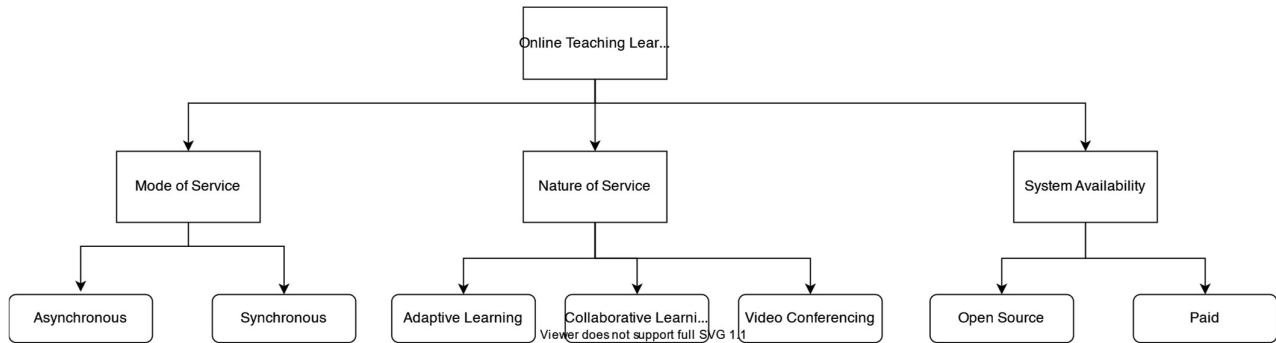 Online Teaching Lear...
Mode of Service
Nature of Service
System Availability
Asynchronous
Synchronous
Adaptive Learning
Collaborative Learni...
Video Conferencing
Open Source
Paid
Viewer does not support full SVG 1.1